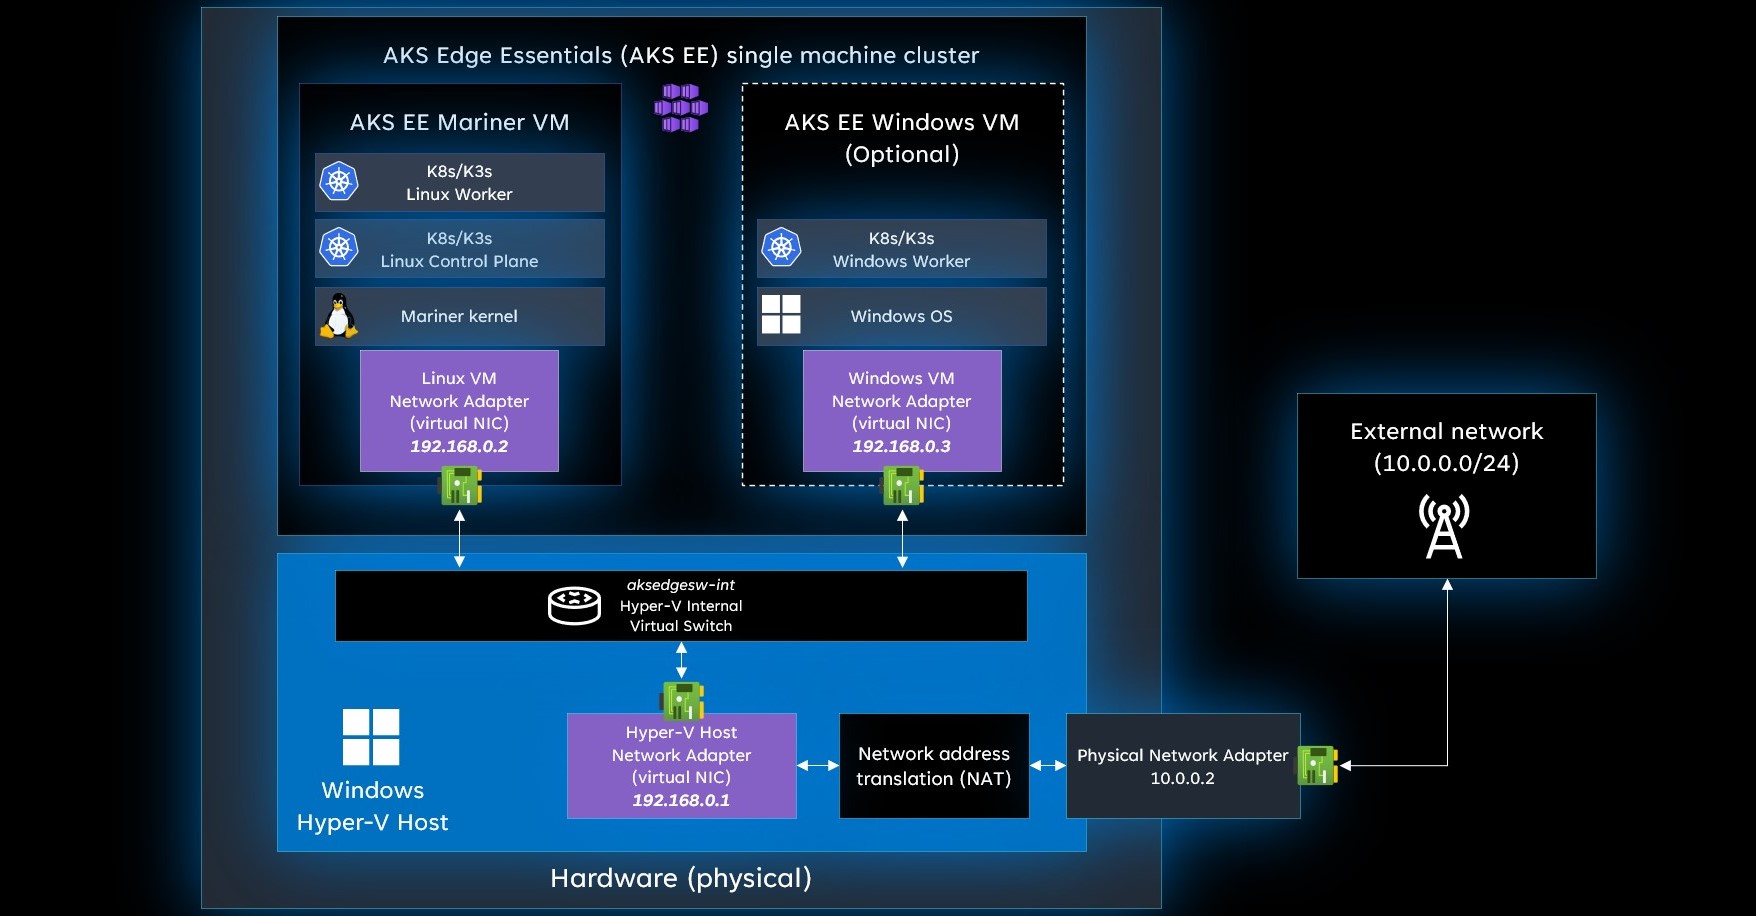 AKS Edge Essentials (AKS EE) single machine cluster
AKS EE Mariner VM
K8s/K3s
Linux Worker
K8s/K3s
Linux Control Plane
Mariner kernel
Linux VM
Network Adapter
(virtual NIC)
192.168.0.2
AKS EE Windows VM
(Optional)
K8s/K3s
Windows Worker
Windows OS
Windows VM
Network Adapter
(virtual NIC)
192.168.0.3
External network
(10.0.0.0/24)
aksedgesw-int
Hyper-V Internal
Virtual Switch
Windows
Hyper-V Host
Hyper-V Host
Network Adapter
(virtual NIC)
192.168.0.1
Network address
translation (NAT)
Physical Network Adapter
10.0.0.2
Hardware (physical)